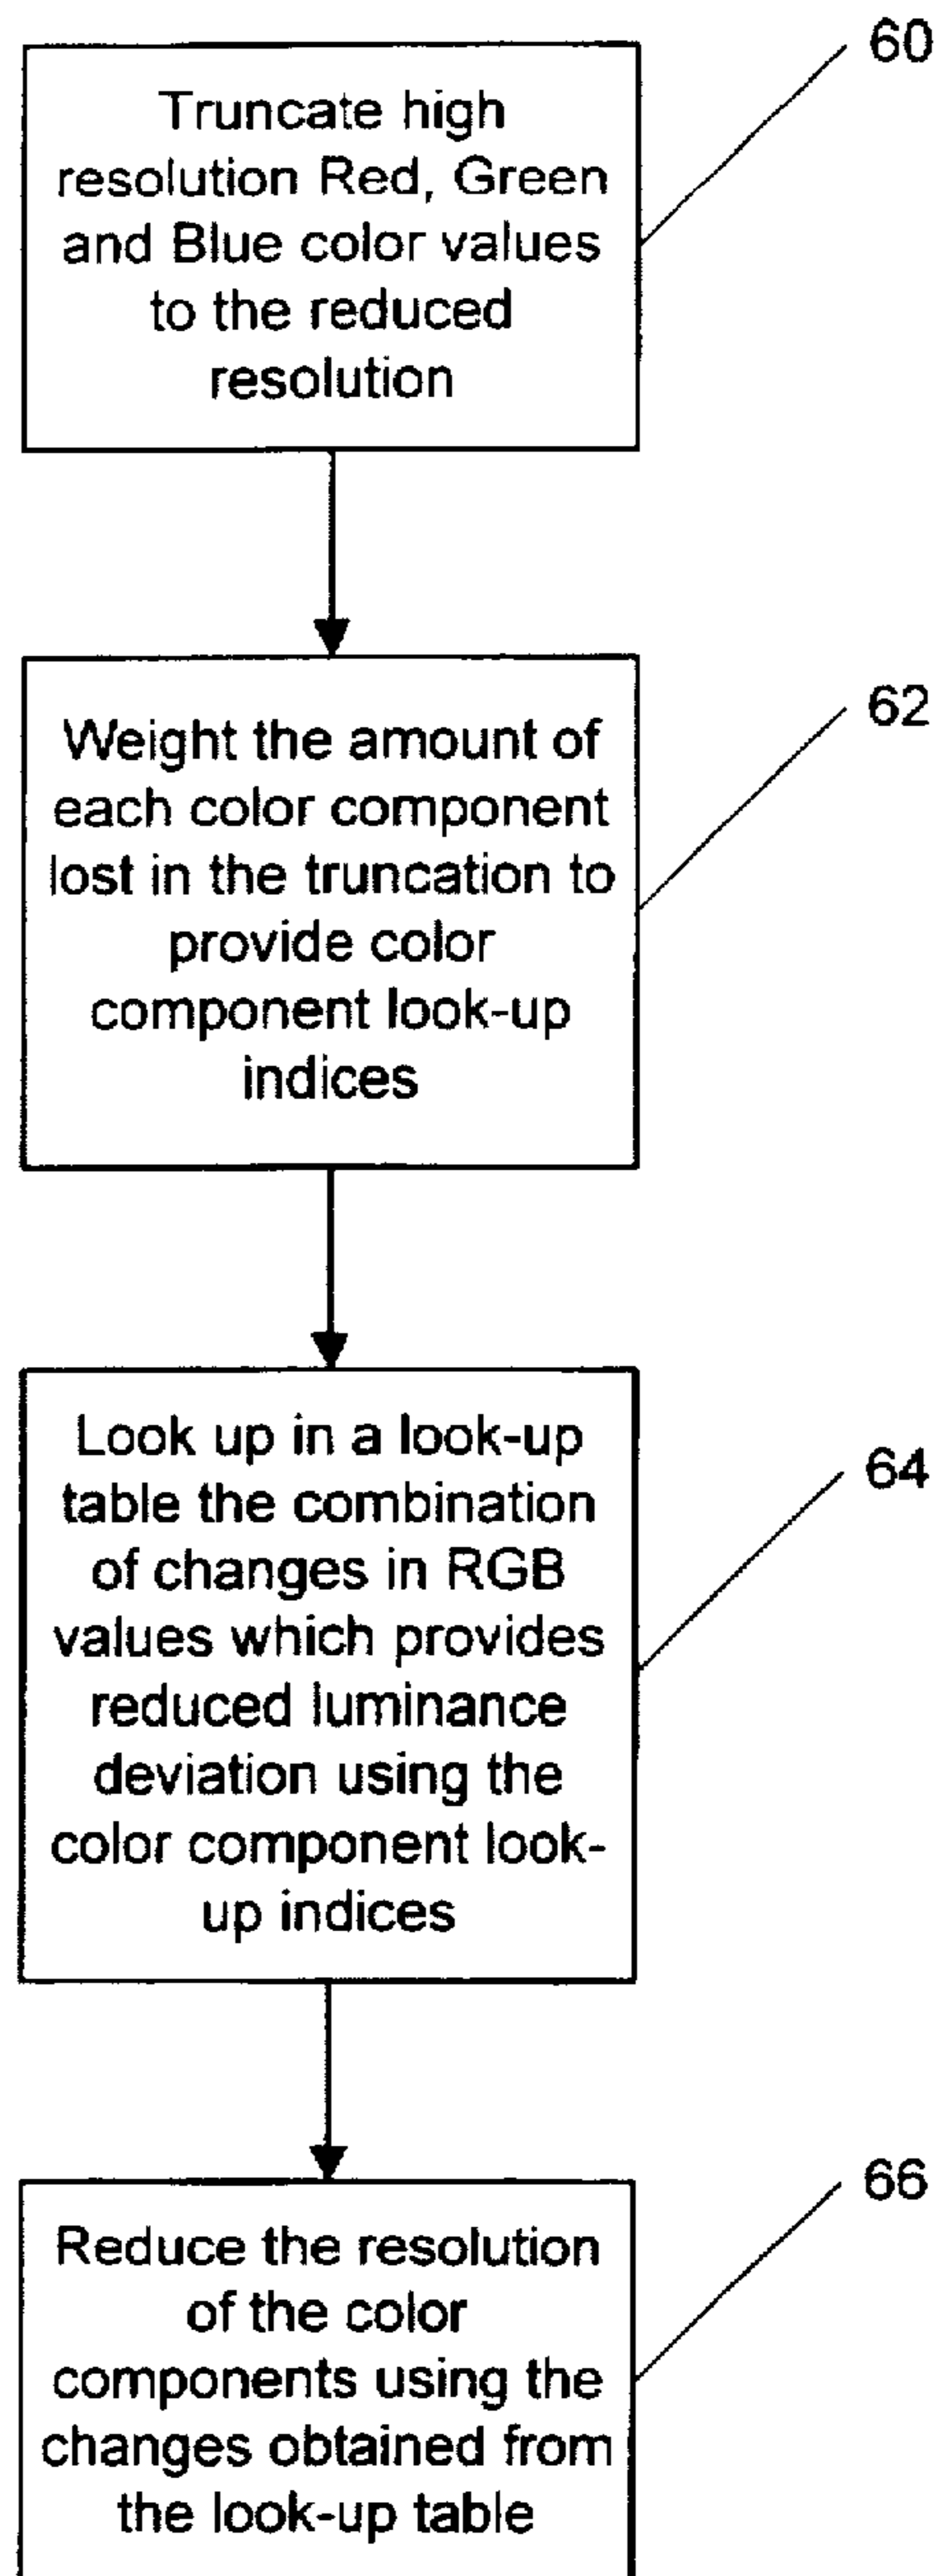 60
Truncate high
resolution Red, Green
and Blue color values
to the reduced
resolution
62
Weight the amount of
each color component
lost in the truncation to
provide color
component look-up
indices
64
Look up in a look-up
table the combination
of changes in RGB
values which provides
reduced luminance
deviation using the
color component look-
up indices
66
Reduce the resolution
of the color
components using the
changes obtained from
the look-up table